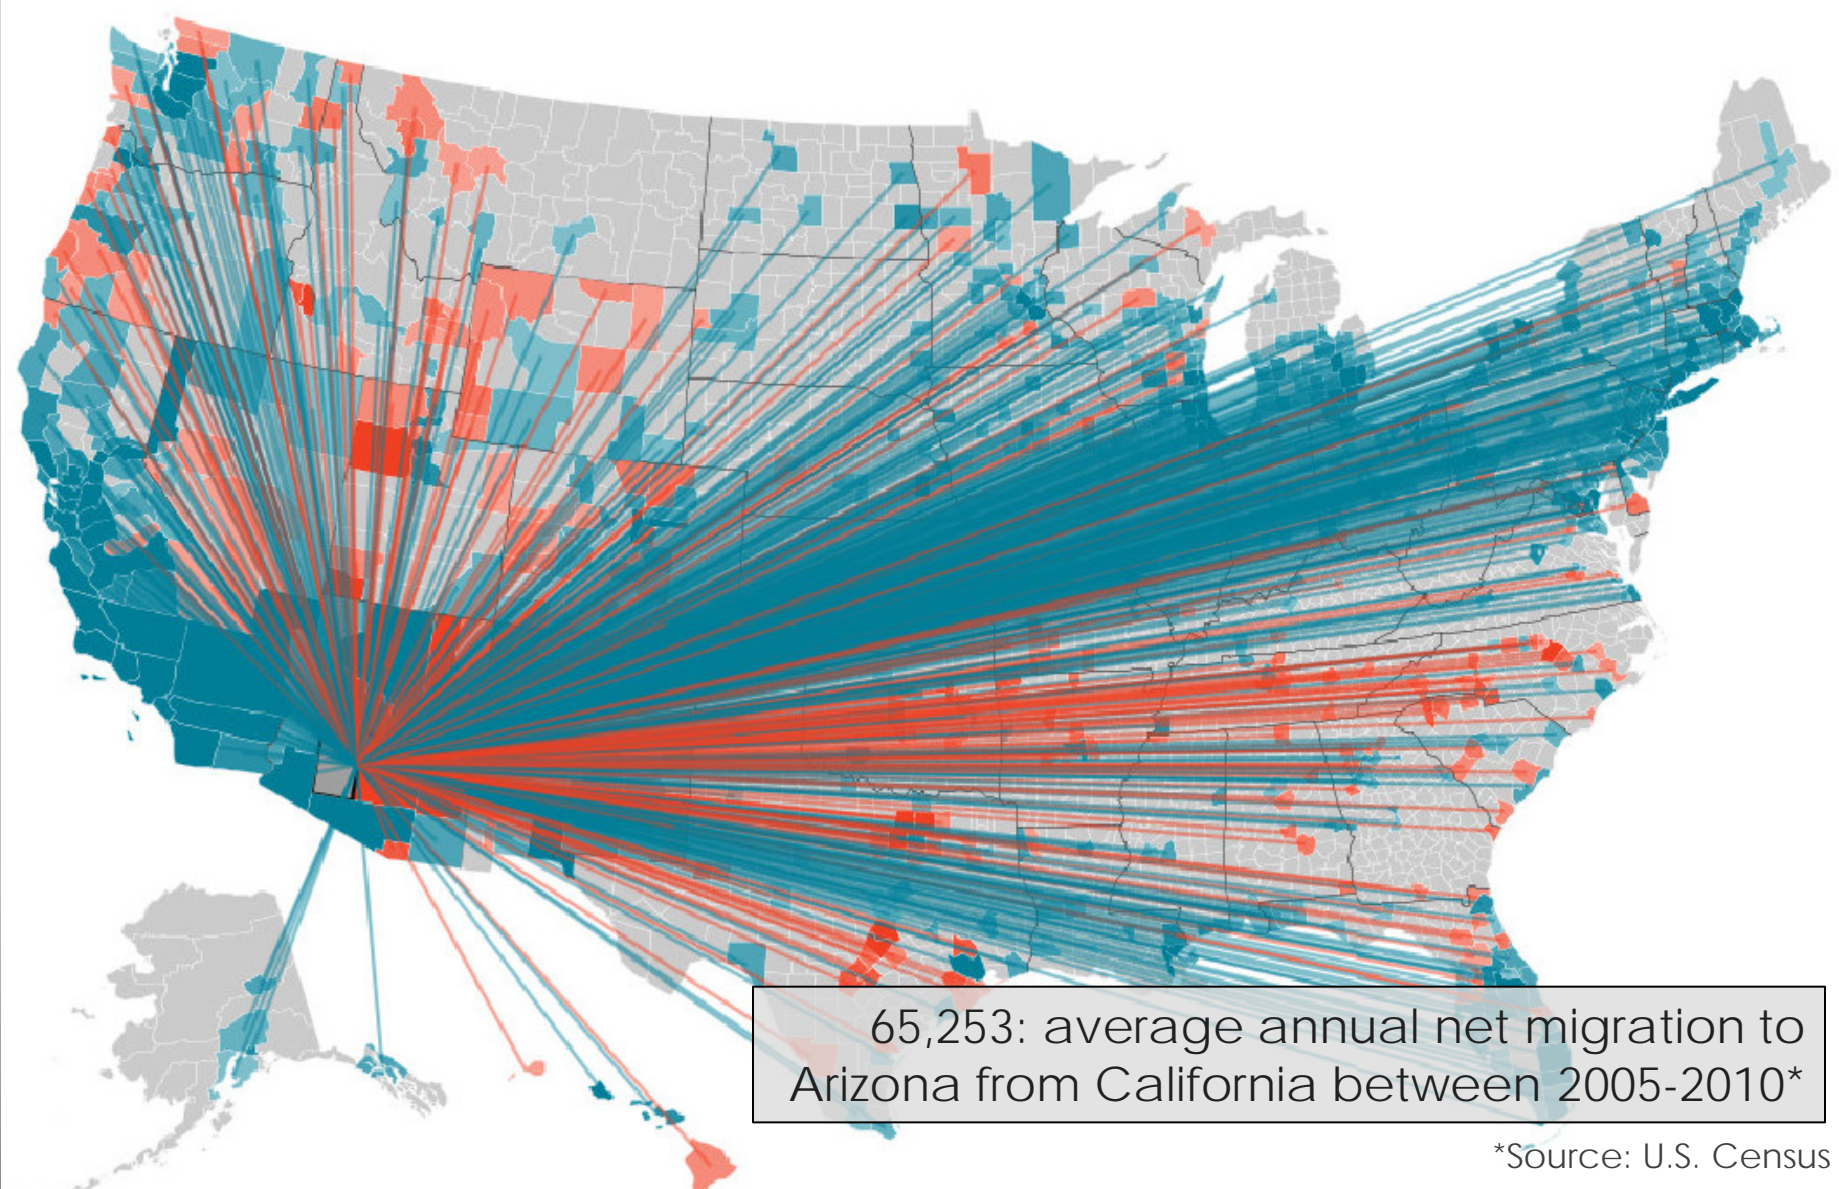 65,253: average annual net migration to
Arizona from California between 2005-2010*
*Source: U.S. Census